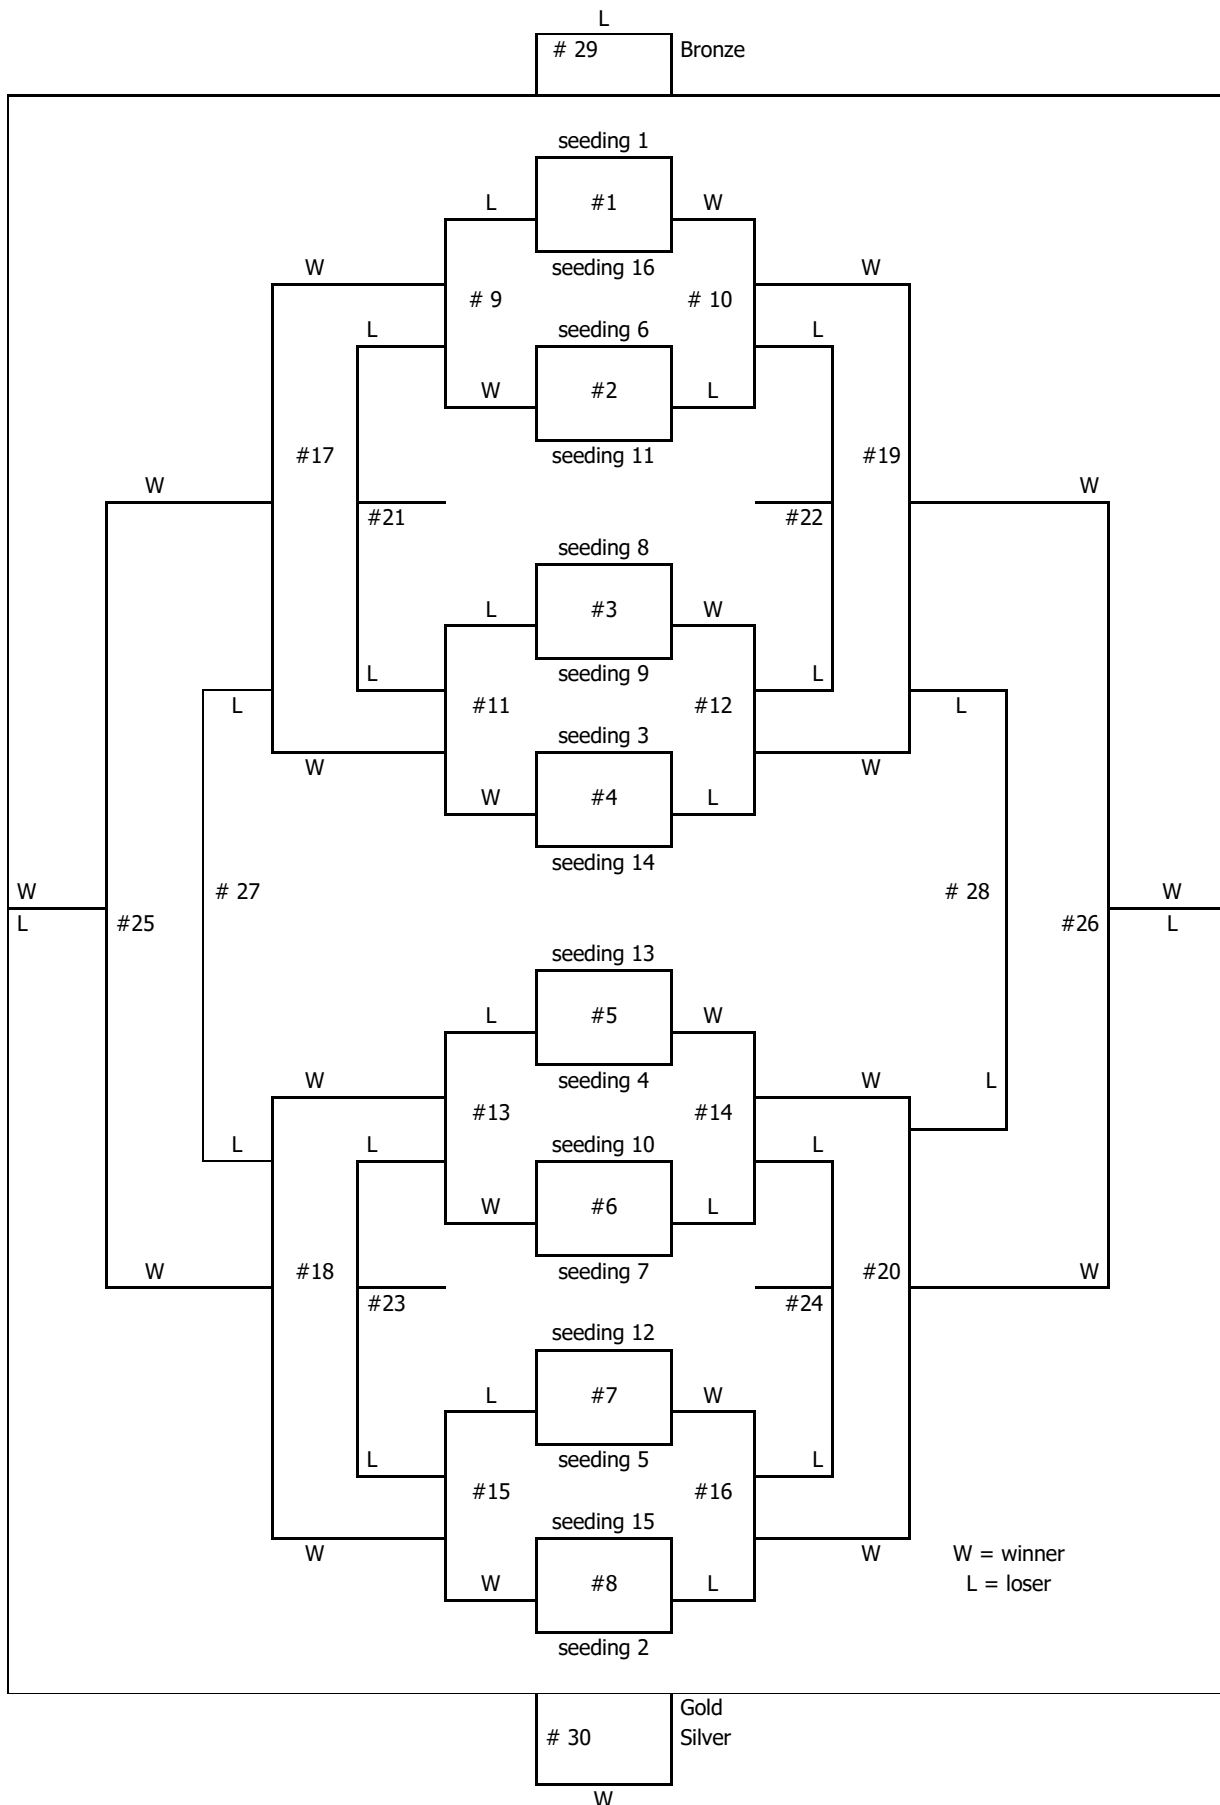 L
# 29 Bronze
seeding 1
L #1 W
seeding 16
W W
# 9 # 10
L seeding 6 L
W #2 L
#17 seeding 11 #19
W W
#21 #22
seeding 8
L #3 W
L seeding 9 L
L #11 #12 L
seeding 3
W W
W #4 L
seeding 14
W # 27 # 28 W
L #25 #26 L
seeding 13
L #5 W
W seeding 4 W L
#13 #14
L L seeding 10 L
W #6 L
W #18 seeding 7 #20 W
#23 #24
seeding 12
L #7 W
L seeding 5 L
#15 #16
seeding 15
W W W = winner
W #8 L L = loser
seeding 2
Gold
# 30 Silver
W